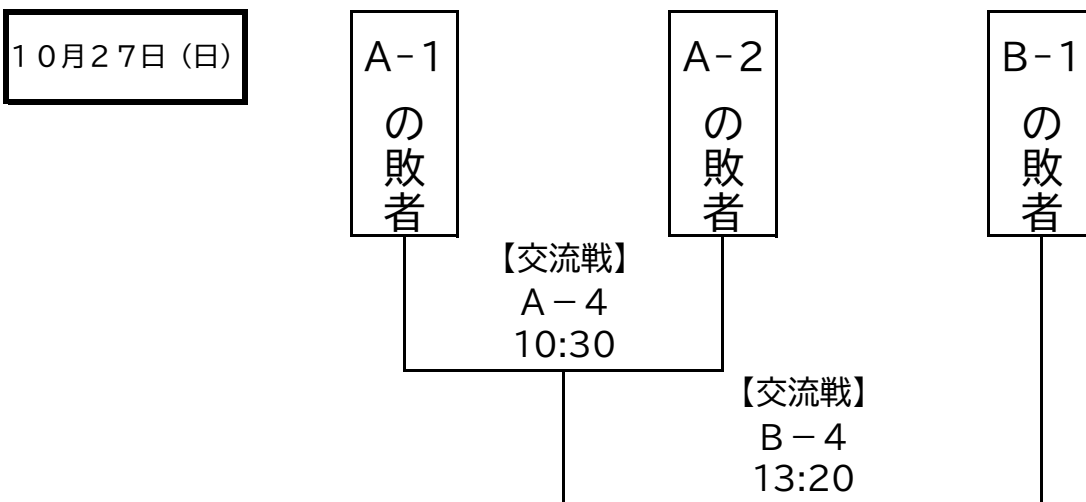 １０月２７日（日）
A-1
の敗者
A-2
の敗者
B-1
の敗者
【交流戦】
A－4
10:30
【交流戦】
B－4
13:20